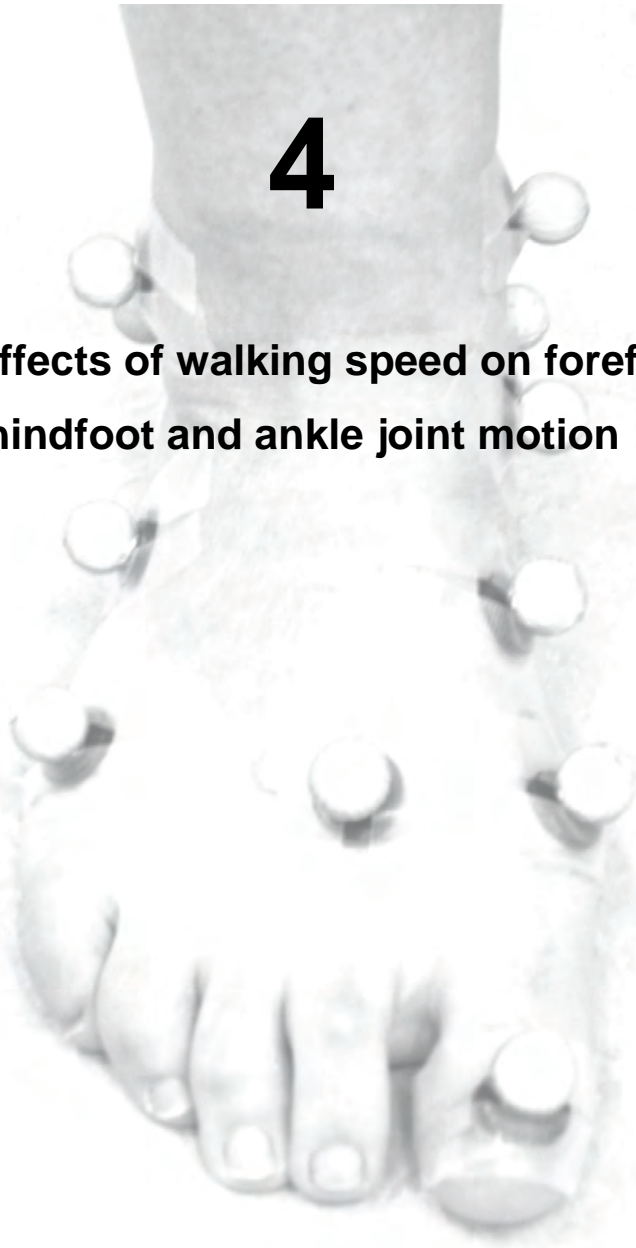 4
ffects of walking speed on foref
hindfoot and ankle joint motion